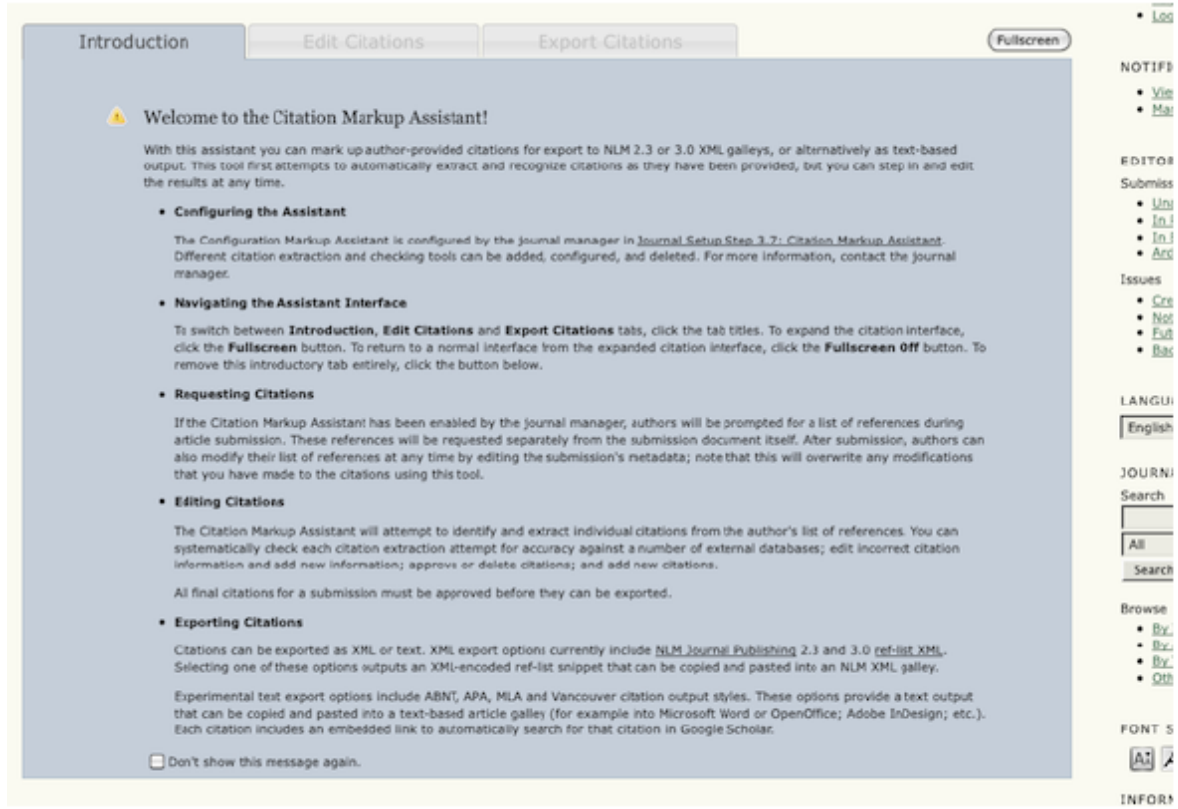 Introduction
Edit Citations
Export Citations
Fullscreen
Welcome to the Citation Markup Assistant!
With this assistant you can mark up author-provided citations for export to NLM 2.3 or 3.0 XML galleys, or alternatively as text-based
output. This tool first attempts to automatically extract and recognize citations as they have been provided, but you can step in and edit
the results at any time.
• Configuring the Assistant
The Configuration Markup Assistant is configured by the journal manager in Journal Setup Step 3.7: Citation Markup Assistant.
Different citation extraction and checking tools can be added, configured, and deleted. For more information, contact the journal
manager.
• Navigating the Assistant Interface
To switch between Introduction, Edit Citations and Export Citations tabs, click the tab titles. To expand the citation interface,
click the Fullscreen button. To return to a normal interface from the expanded citation interface, click the Fullscreen Off button. To
remove this introductory tab entirely, click the button below.
• Requesting Citations
If the Citation Markup Assistant has been enabled by the journal manager, authors will be prompted for a list of references during
article submission. These references will be requested separately from the submission document itself. After submission, authors can
also modify their list of references at any time by editing the submission's metadata; note that this will overwrite any modifications
that you have made to the citations using this tool.
• Editing Citations
The Citation Markup Assistant will attempt to identify and extract individual citations from the author's list of references. You can
systematically check each citation extraction attempt for accuracy against a number of external databases; edit incorrect citation
information and add new information; approve or delete citations; and add new citations.
All final citations for a submission must be approved before they can be exported.
• Exporting Citations
Citations can be exported as XML or text. XML export options currently include NLM Journal Publishing 2.3 and 3.0 ref-list XML.
Selecting one of these options outputs an XML-encoded ref-list snippet that can be copied and pasted into an NLM XML galley.
Experimental text export options include ABNT, APA, MLA and Vancouver citation output styles. These options provide a text output
that can be copied and pasted into a text-based article galley (for example into Microsoft Word or OpenOffice; Adobe InDesign; etc.).
Each citation includes an embedded link to automatically search for that citation in Google Scholar.
Don't show this message again.
• Loc
NOTIFI
• Vie
• Mar
EDITOR
Submiss
• Una
• In
• In
• Arc
Issues
• Cre
• Not
• Fut
• Bac
LANGU
English
JOURNA
Search
All
Search
Browse
• By
• By
• By
• Oth
FONT S
INFORM